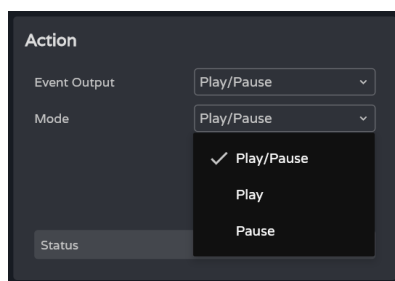 Action
Event Output Play/Pause
Mode Play/Pause
Play/Pause
Play
Pause
Status